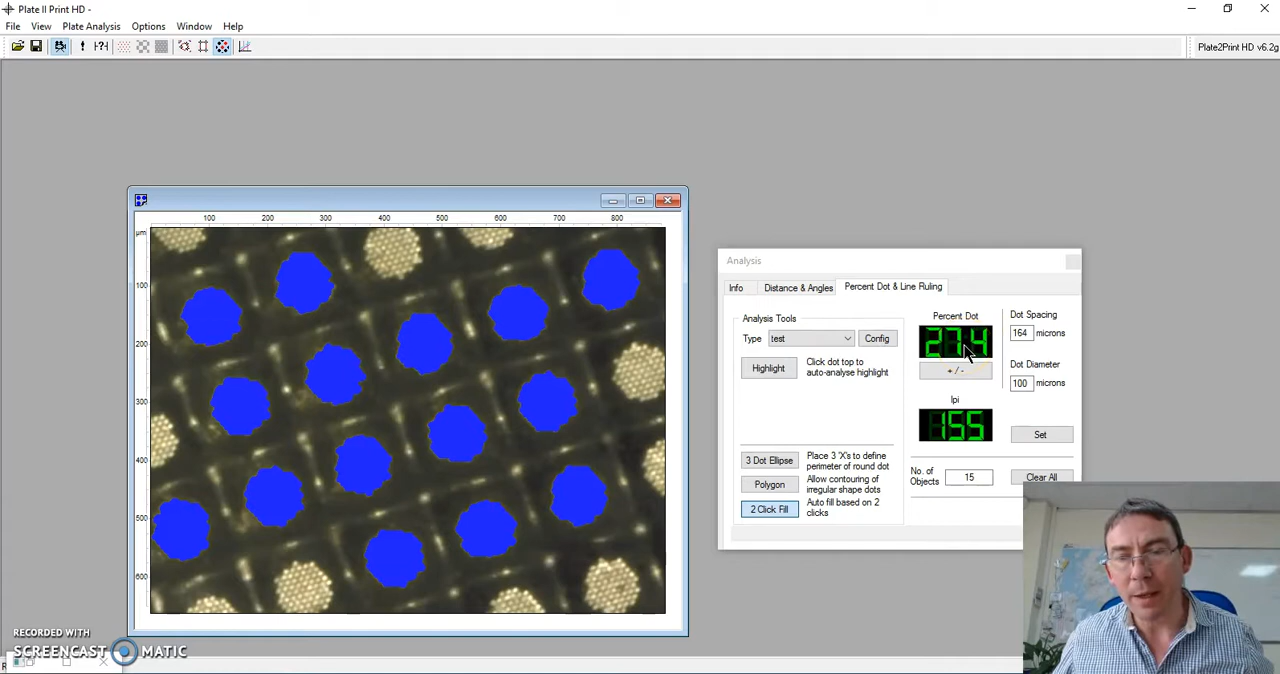 Plate II Print HD -
File View Plate Analysis Options Window Help
Plate2Print HD v6.2g
100 200 300 400 500 600 700 800
µm
100
200
300
400
500
600
Analysis
Info Distance & Angles Percent Dot & Line Ruling
Analysis Tools
Type test Config
Highlight Click dot top to
auto-analyse highlight
3 Dot Ellipse Place 3 'X's to define
perimeter of round dot
Polygon Allow contouring of
irregular shape dots
2 Click Fill Auto fill based on 2
clicks
Percent Dot
27.4
+ / -
lpi
155
Dot Spacing
164 microns
Dot Diameter
100 microns
Set
No. of
Objects 15 Clear All
RECORDED WITH
SCREENCAST MATIC